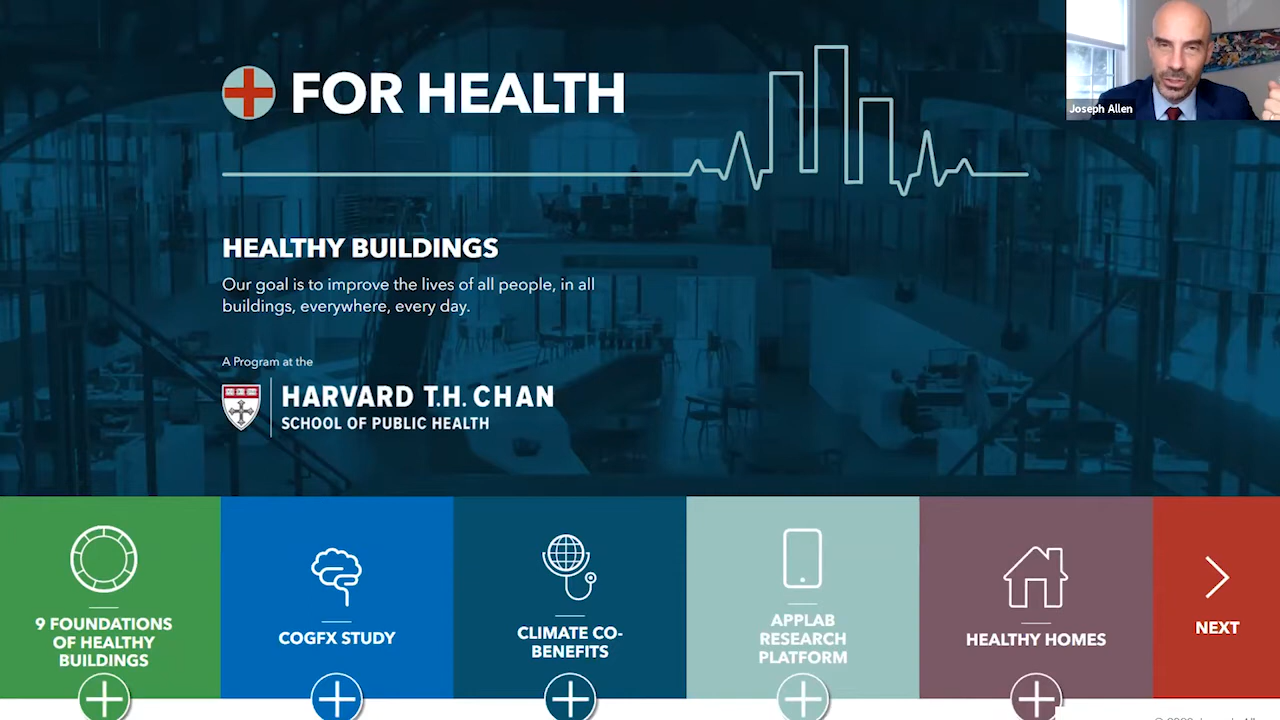 FOR HEALTH
Joseph Allen
HEALTHY BUILDINGS
Our goal is to improve the lives of all people, in all
buildings, everywhere, every day.
A Program at the
HARVARD T.H. CHAN
SCHOOL OF PUBLIC HEALTH
9 FOUNDATIONS
OF HEALTHY
BUILDINGS
COGFX STUDY
CLIMATE CO-
BENEFITS
APPLAB
RESEARCH
PLATFORM
HEALTHY HOMES
NEXT